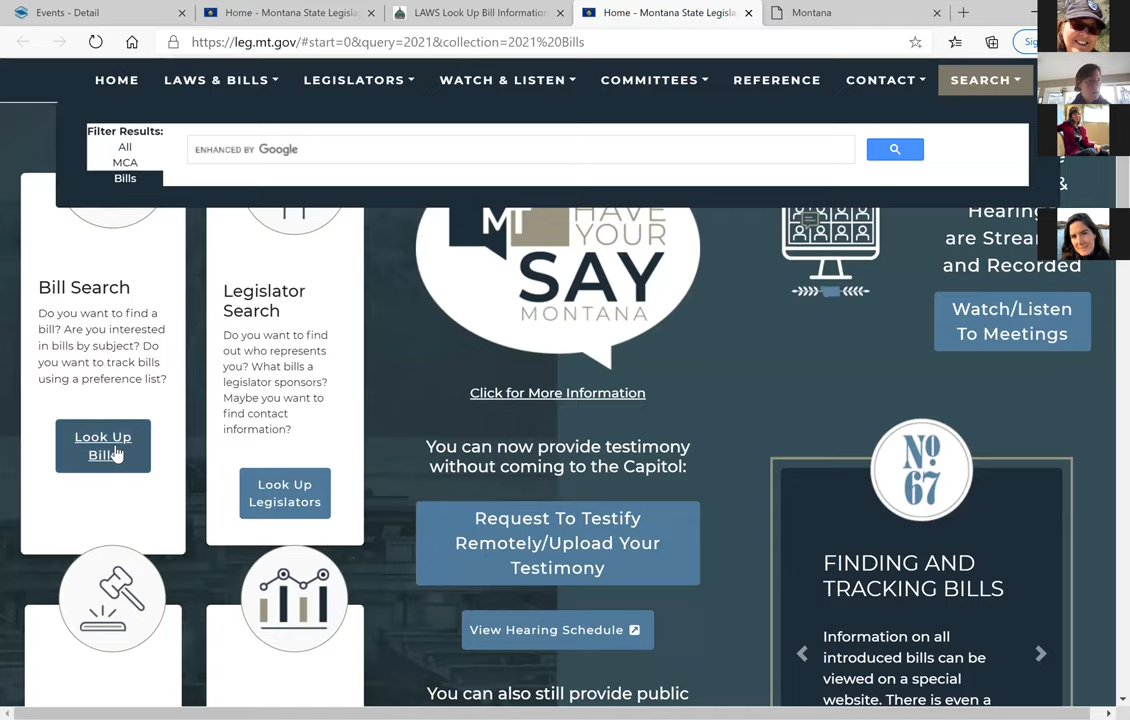 Events - Detail
Home - Montana State Legisla
LAWS Look Up Bill Information
Home - Montana State Legisla
Montana
https://leg.mt.gov/#start=0&query=2021&collection=2021%20Bills
HOME
LAWS & BILLS
LEGISLATORS
WATCH & LISTEN
COMMITTEES
REFERENCE
CONTACT
SEARCH
Filter Results:
All
MCA
Bills
ENHANCED BY Google
Bill Search
Do you want to find a
bill? Are you interested
in bills by subject? Do
you want to track bills
using a preference list?
Look Up
Bills
Legislator
Search
Do you want to find
out who represents
you? What bills a
legislator sponsors?
Maybe you want to
find contact
information?
Look Up
Legislators
MT HAVE
YOUR
SAY
MONTANA
Click for More Information
You can now provide testimony
without coming to the Capitol:
Request To Testify
Remotely/Upload Your
Testimony
View Hearing Schedule
You can also still provide public
&
Hearing
are Strea
and Recorded
Watch/Listen
To Meetings
No 67
FINDING AND
TRACKING BILLS
Information on all
introduced bills can be
viewed on a special
website. There is even a